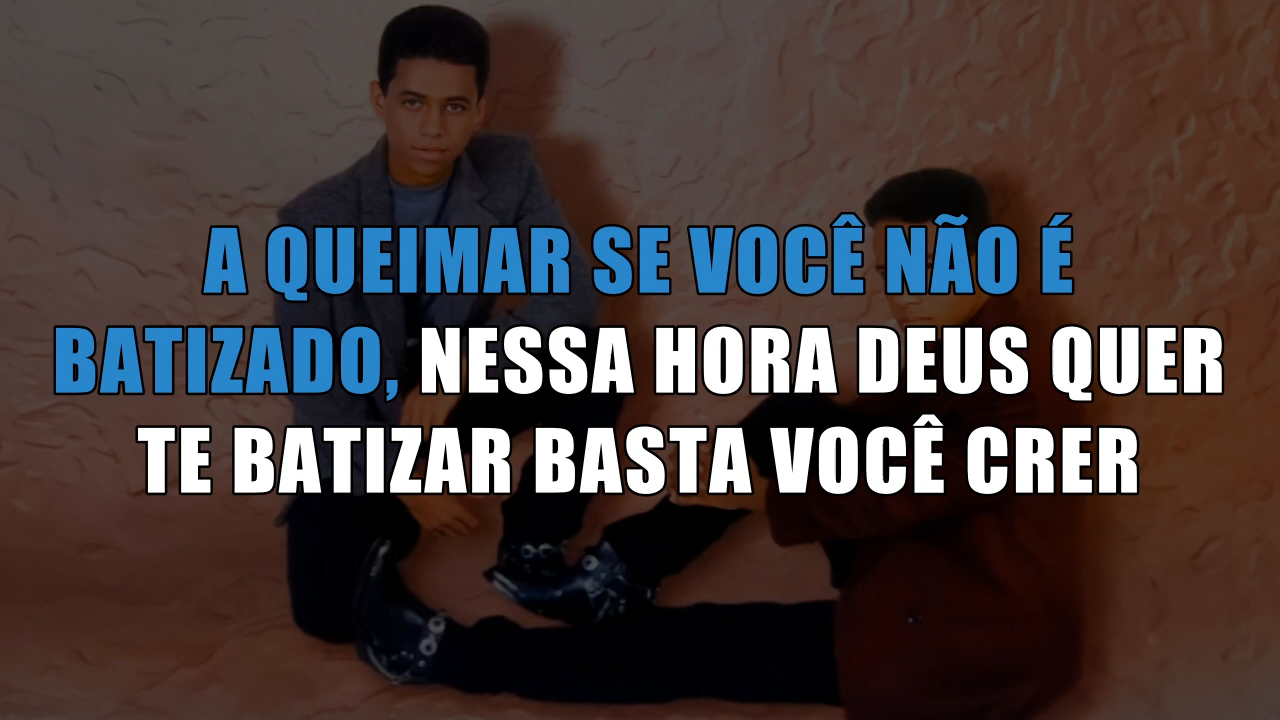 A QUEIMAR SE VOCÊ NÃO É
BATIZADO, NESSA HORA DEUS QUER
TE BATIZAR BASTA VOCÊ CRER